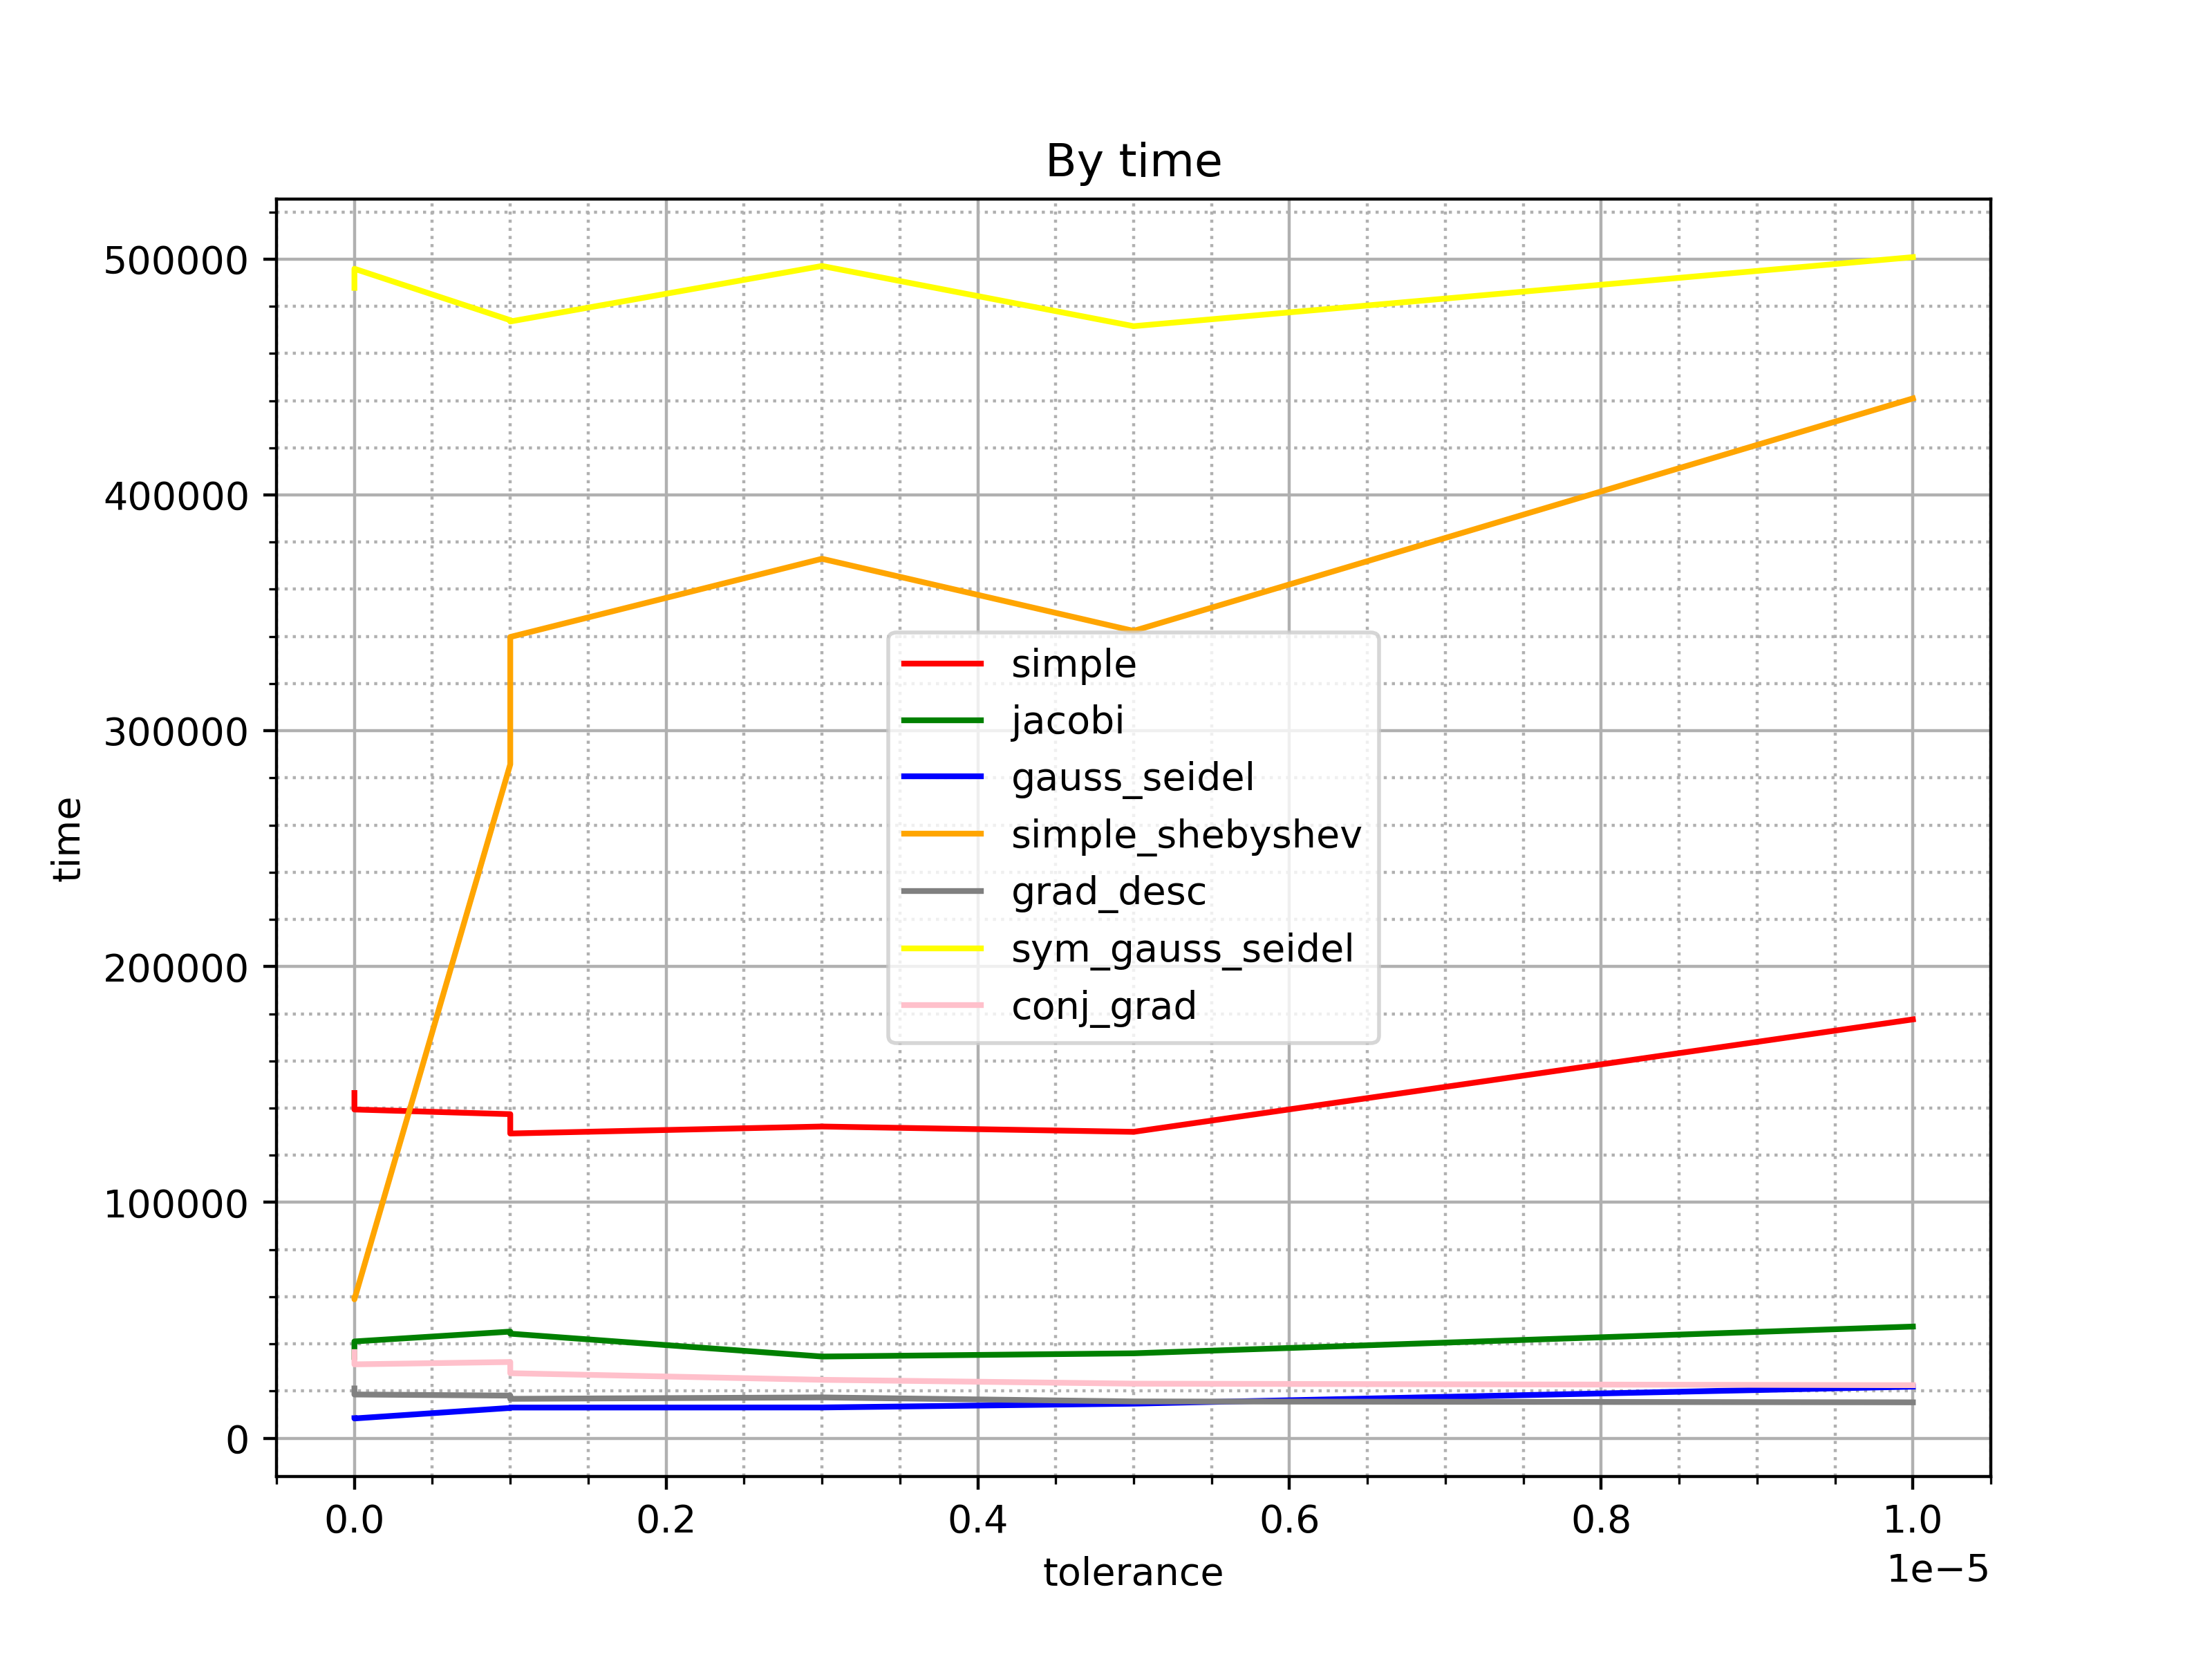 By time
500000
400000
300000
200000
100000
0
time
simple
jacobi
gauss_seidel
simple_shebyshev
grad_desc
sym_gauss_seidel
conj_grad
0.0 0.2 0.4 0.6 0.8 1.0
1e−5
tolerance